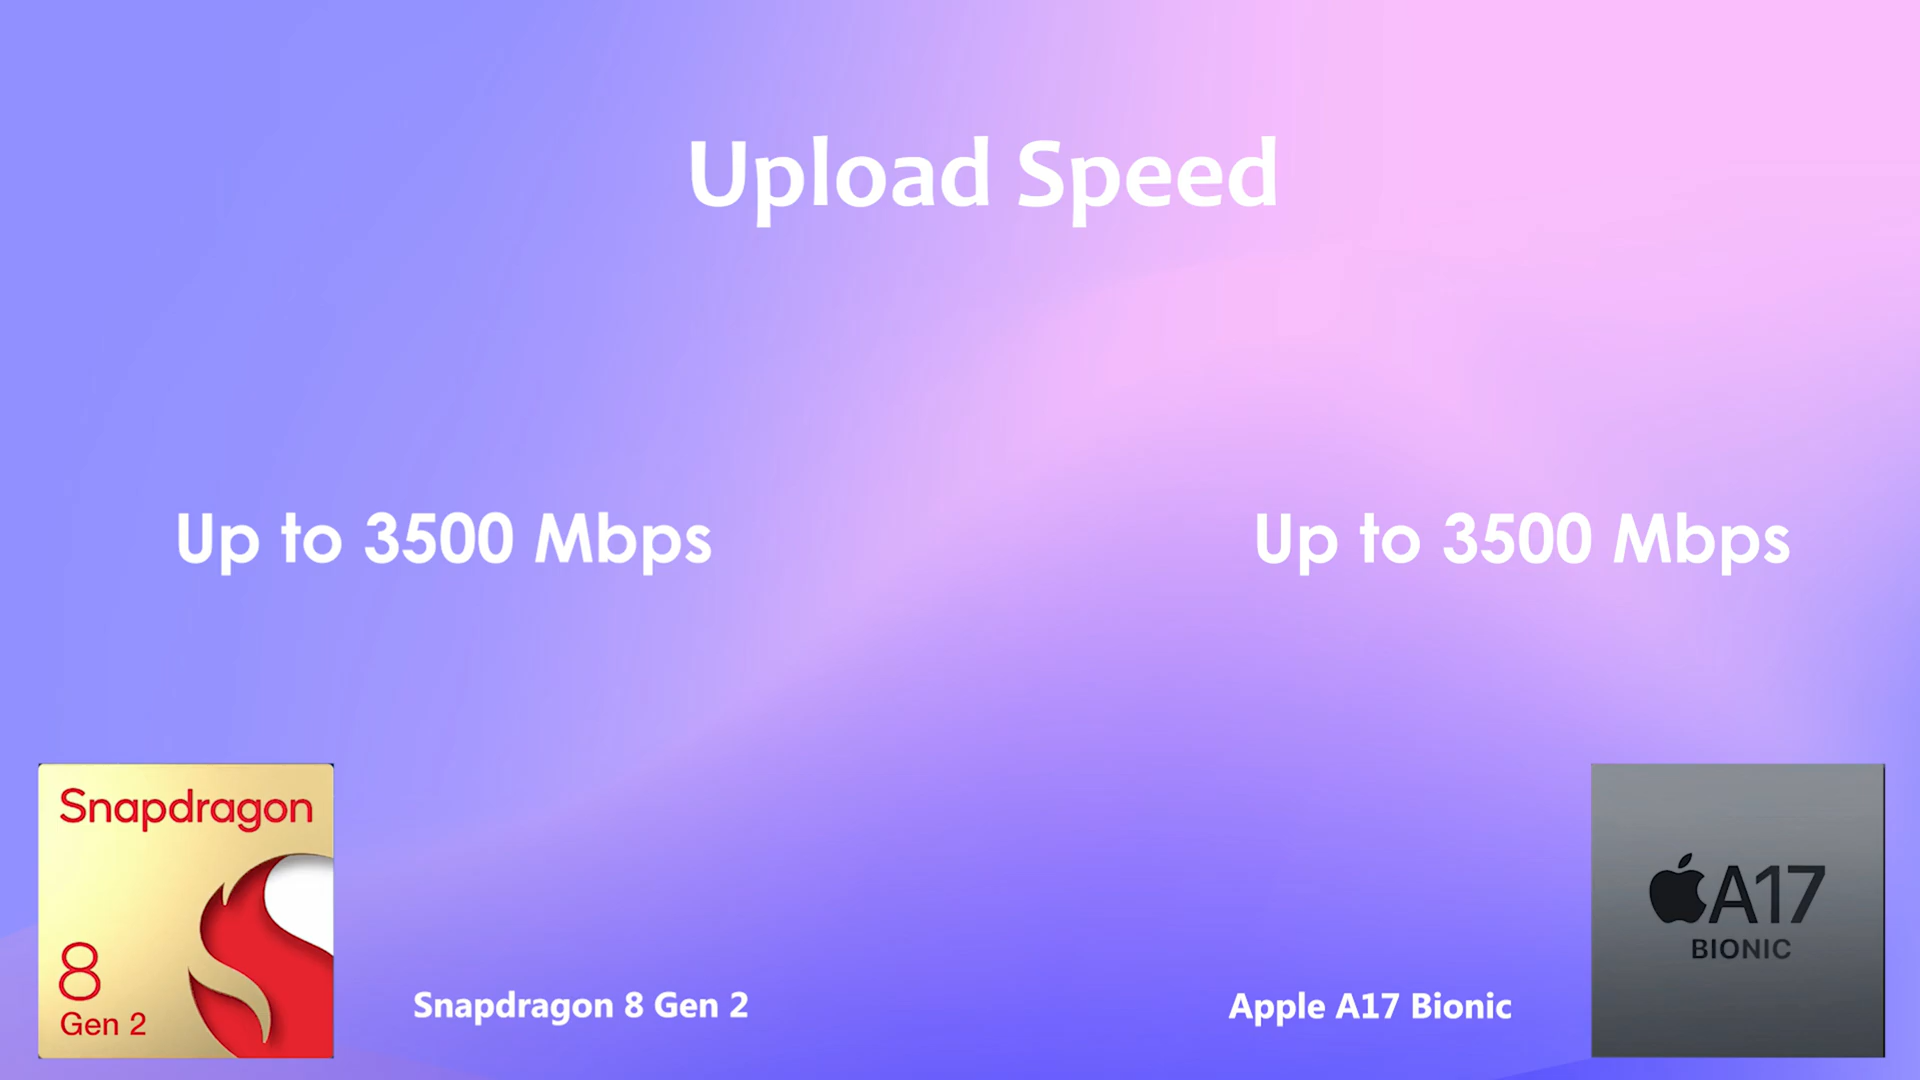 Upload Speed
Up to 3500 Mbps
Up to 3500 Mbps
Snapdragon
8
Gen 2
Snapdragon 8 Gen 2
Apple A17 Bionic
A17
BIONIC